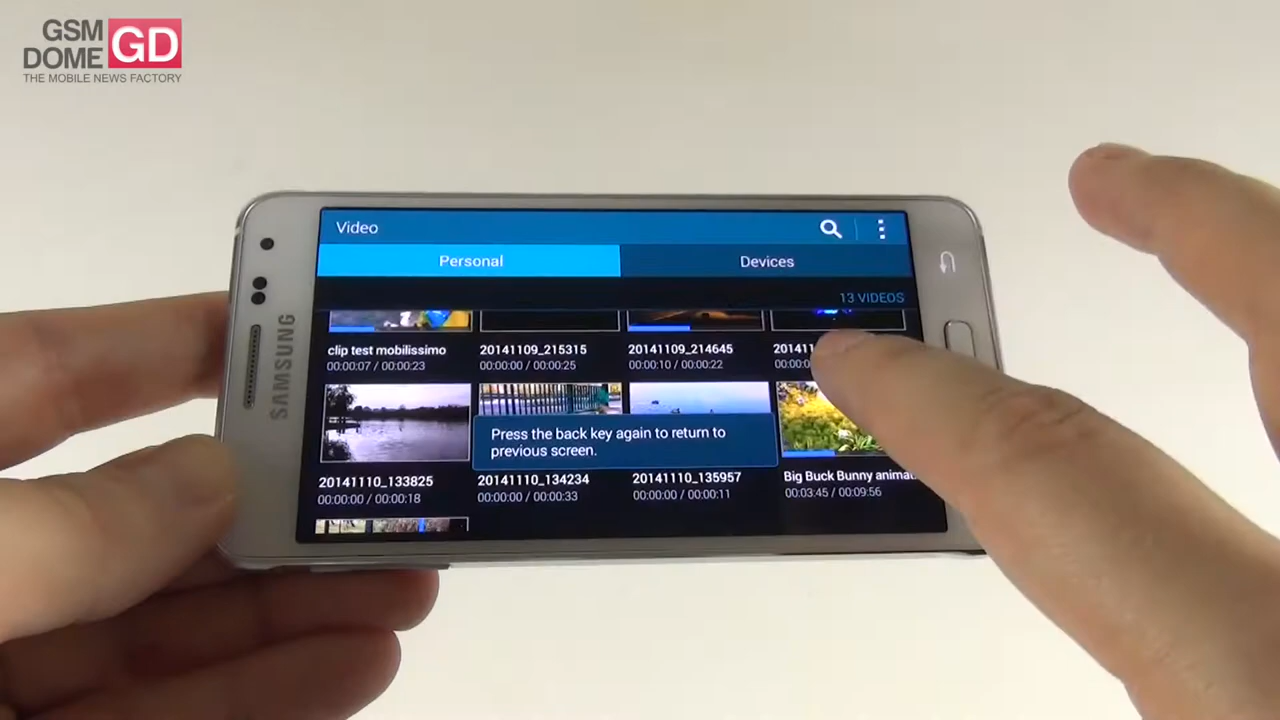 GSM
DOME GD
THE MOBILE NEWS FACTORY
SAMSUNG
Video
Personal
Devices
13 VIDEOS
clip test mobilissimo
00:00:07 / 00:00:23
20141109_215315
00:00:00 / 00:00:25
20141109_214645
00:00:10 / 00:00:22
Press the back key again to return to
previous screen.
20141110_133825
00:00:00 / 00:00:18
20141110_134234
00:00:00 / 00:00:33
20141110_135957
00:00:00 / 00:00:11
Big Buck Bunny animat
00:03:45 / 00:09:56